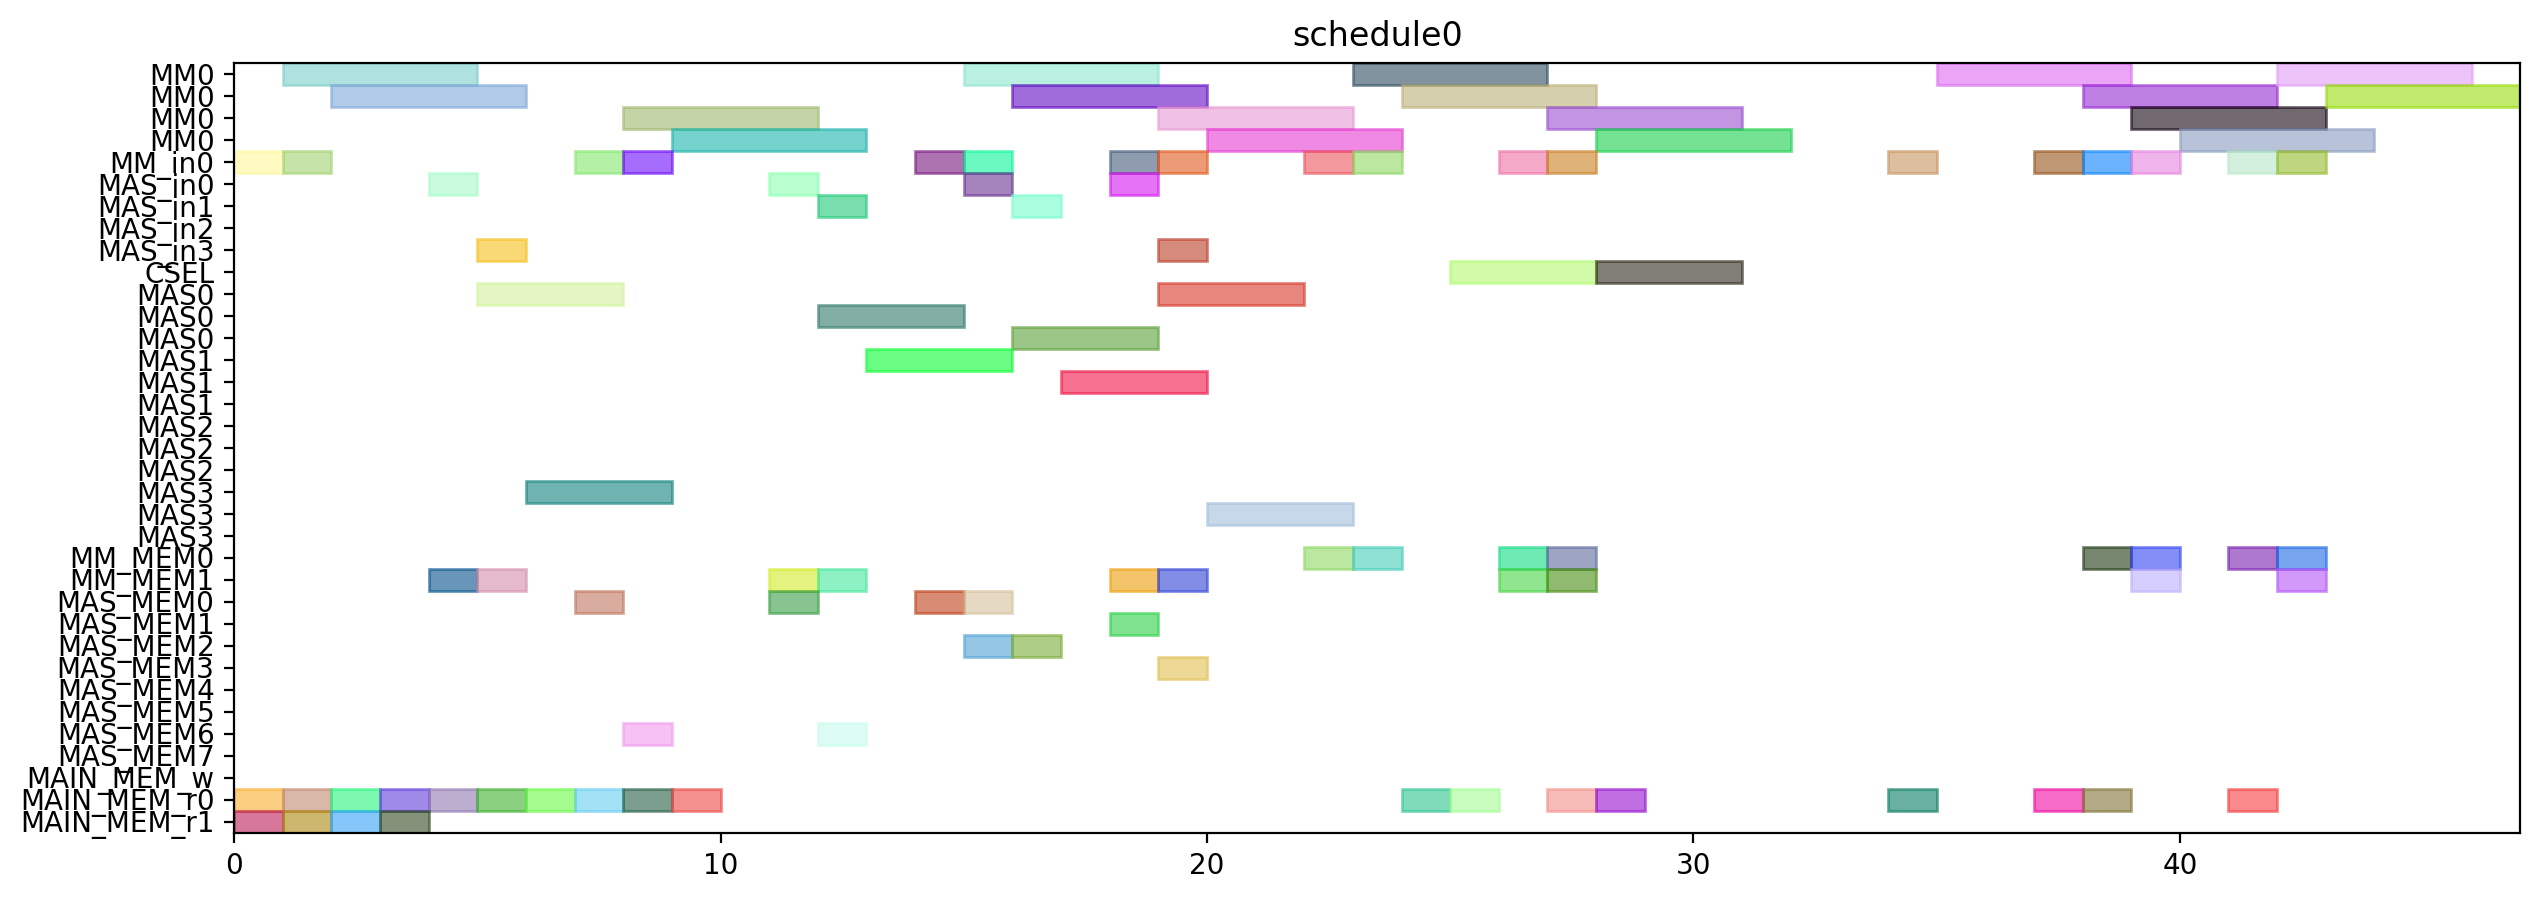 schedule0
MM0
MM0
MM0
MM0
MM_in0
MAS_in0
MAS_in1
MAS_in2
MAS_in3
CSEL
MAS0
MAS0
MAS0
MAS1
MAS1
MAS1
MAS2
MAS2
MAS2
MAS3
MAS3
MAS3
MM_MEM0
MM_MEM1
MAS_MEM0
MAS_MEM1
MAS_MEM2
MAS_MEM3
MAS_MEM4
MAS_MEM5
MAS_MEM6
MAS_MEM7
MAIN_MEM_w
MAIN_MEM_r0
MAIN_MEM_r1
0 10 20 30 40